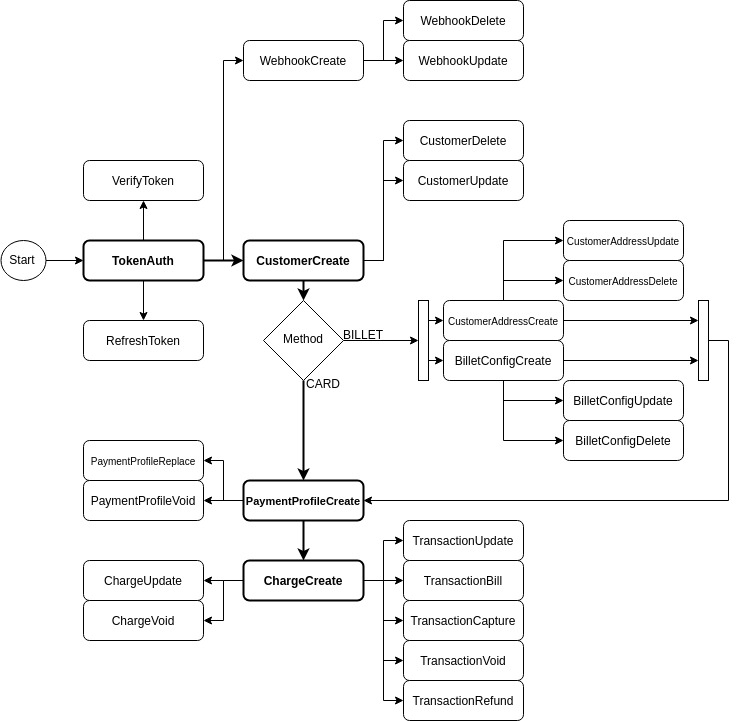 WebhookDelete
WebhookCreate
WebhookUpdate
CustomerDelete
VerifyToken
CustomerUpdate
Start
TokenAuth
CustomerCreate
CustomerAddressUpdate
CustomerAddressDelete
CustomerAddressCreate
RefreshToken
Method
BILLET
BilletConfigCreate
CARD
BilletConfigUpdate
BilletConfigDelete
PaymentProfileReplace
PaymentProfileVoid
PaymentProfileCreate
TransactionUpdate
ChargeUpdate
ChargeCreate
TransactionBill
ChargeVoid
TransactionCapture
TransactionVoid
TransactionRefund